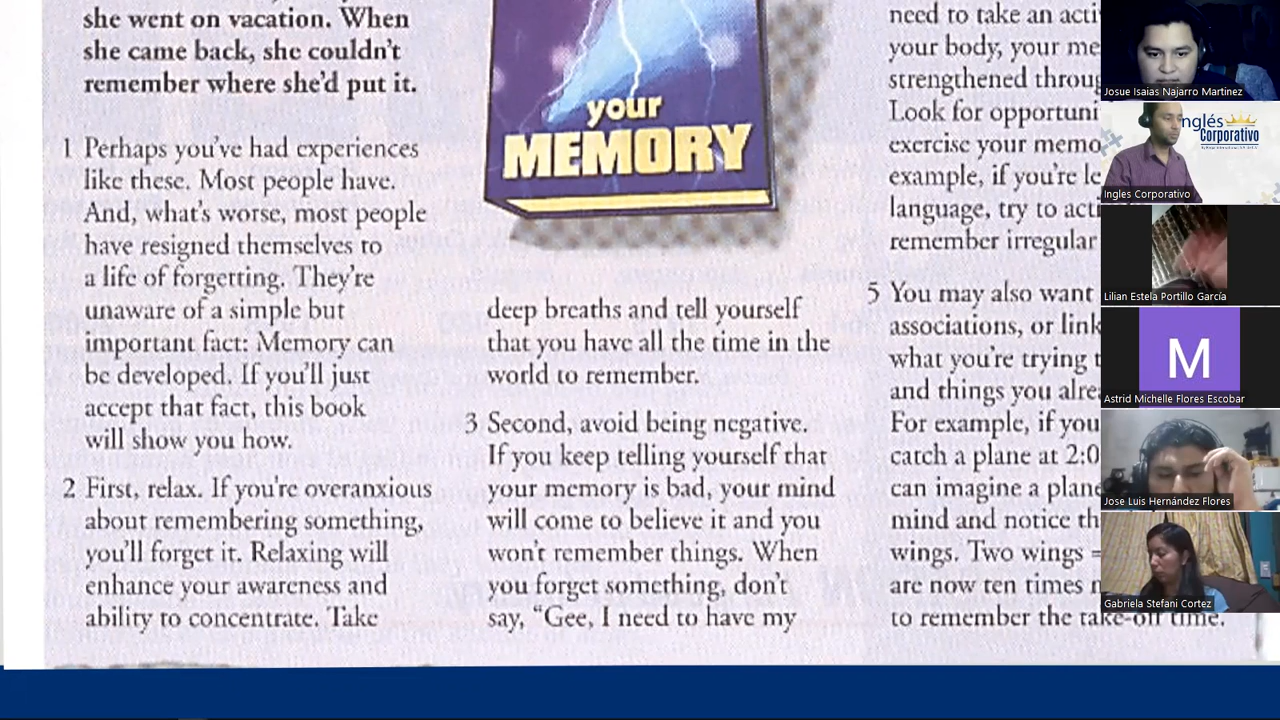 she went on vacation. When
she came back, she couldn't
remember where she'd put it.
1 Perhaps you've had experiences
like these. Most people have.
And, what's worse, most people
have resigned themselves to
a life of forgetting. They're
unaware of a simple but
important fact: Memory can
be developed. If you'll just
accept that fact, this book
will show you how.
2 First, relax. If you're overanxious
about remembering something,
you'll forget it. Relaxing will
enhance your awareness and
ability to concentrate. Take
your
MEMORY
deep breaths and tell yourself
that you have all the time in the
world to remember.
3 Second, avoid being negative.
If you keep telling yourself that
your memory is bad, your mind
will come to believe it and you
won't remember things. When
you forget something, don't
say, "Gee, I need to have my
need to take an acti
your body, your me
strengthened throug
Look for opportuni
exercise your memo
example, if you're le
language, try to acti
remember irregular
5 You may also want
associations, or link
what you're trying t
and things you alre
For example, if you
catch a plane at 2:0
can imagine a plane
mind and notice th
wings. Two wings =
are now ten times m
to remember the take-off time.
Josue Isaias Najarro Martinez
Inglés
Corporativo
Ingles Corporativo
Lilian Estela Portillo García
M
Astrid Michelle Flores Escobar
Jose Luis Hernández Flores
Gabriela Stefani Cortez